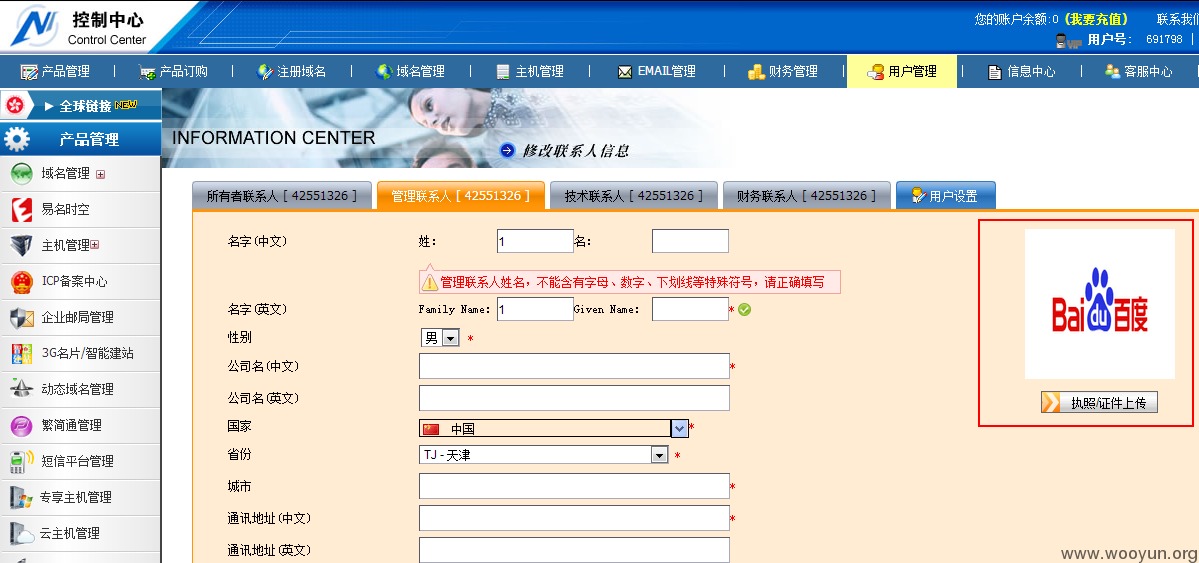 控制中心
Control Center
您的账户余额:0 (我要充值) 联系我们
VIP 用户号: 691798
产品管理 产品订购 注册域名 域名管理 主机管理 EMAIL管理 财务管理 用户管理 信息中心 客服中心
全球链接 NEW
产品管理
域名管理
易名时空
主机管理
ICP备案中心
企业邮局管理
3G名片/智能建站
动态域名管理
繁简通管理
短信平台管理
专享主机管理
云主机管理
INFORMATION CENTER
修改联系人信息
所有者联系人 [ 42551326 ] 管理联系人 [ 42551326 ] 技术联系人 [ 42551326 ] 财务联系人 [ 42551326 ] 用户设置
名字(中文) 姓: 1 名:
管理联系人姓名，不能含有字母、数字、下划线等特殊符号，请正确填写
名字(英文) Family Name: 1 Given Name: *
性别 男 *
公司名(中文) *
公司名(英文)
国家 中国 *
省份 TJ - 天津 *
城市 *
通讯地址(中文) *
通讯地址(英文)
Bai du 百度
执照/证件上传
www.wooyun.org